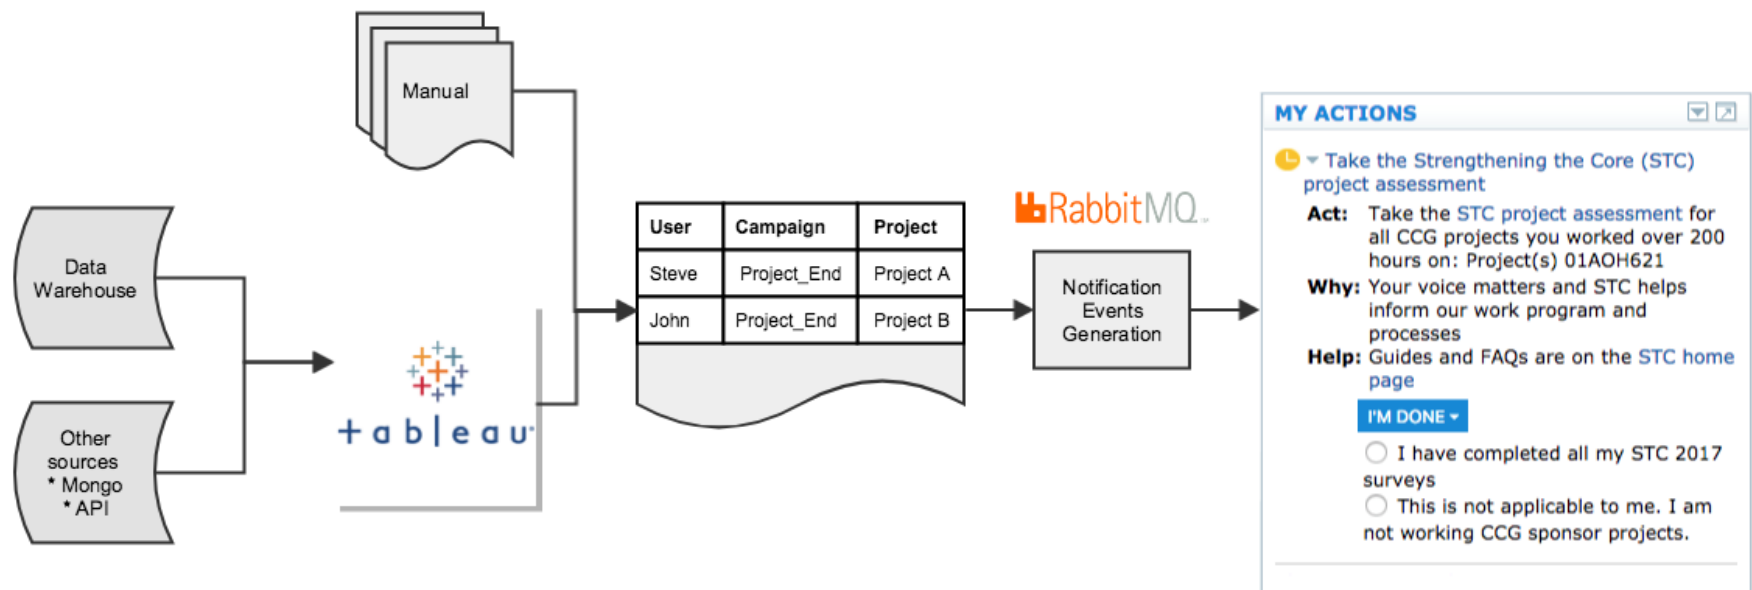 Manual
Data
Warehouse
Other
sources
* Mongo
* API
+ableau
User Campaign Project
Steve Project_End Project A
John Project_End Project B
RabbitMQ
Notification
Events
Generation
MY ACTIONS
Take the Strengthening the Core (STC)
project assessment
Act: Take the STC project assessment for
all CCG projects you worked over 200
hours on: Project(s) 01AOH621
Why: Your voice matters and STC helps
inform our work program and
processes
Help: Guides and FAQs are on the STC home
page
I'M DONE
I have completed all my STC 2017
surveys
This is not applicable to me. I am
not working CCG sponsor projects.